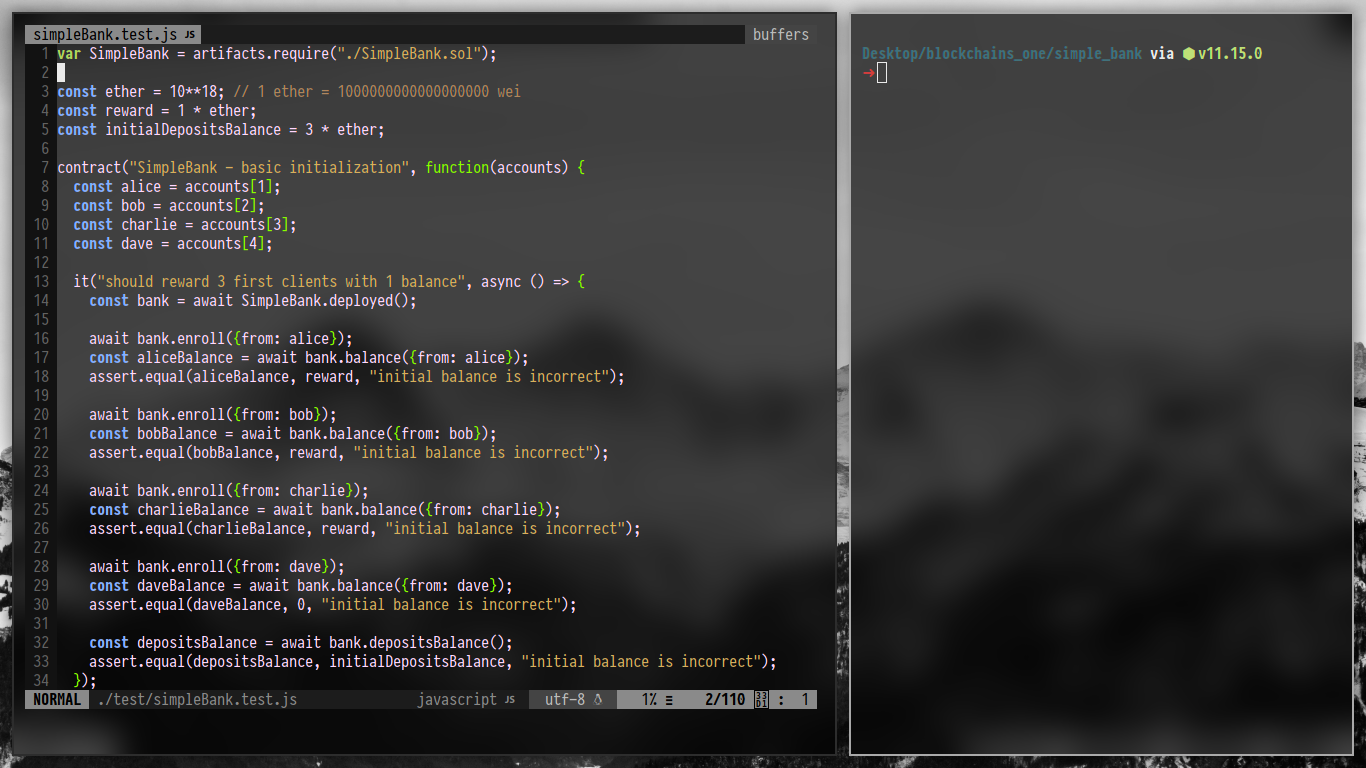 simpleBank.test.js JS buffers
1 var SimpleBank = artifacts.require("./SimpleBank.sol");
2
3 const ether = 10**18; // 1 ether = 1000000000000000000 wei
4 const reward = 1 * ether;
5 const initialDepositsBalance = 3 * ether;
6
7 contract("SimpleBank - basic initialization", function(accounts) {
8   const alice = accounts[1];
9   const bob = accounts[2];
10   const charlie = accounts[3];
11   const dave = accounts[4];
12
13   it("should reward 3 first clients with 1 balance", async () => {
14     const bank = await SimpleBank.deployed();
15
16     await bank.enroll({from: alice});
17     const aliceBalance = await bank.balance({from: alice});
18     assert.equal(aliceBalance, reward, "initial balance is incorrect");
19
20     await bank.enroll({from: bob});
21     const bobBalance = await bank.balance({from: bob});
22     assert.equal(bobBalance, reward, "initial balance is incorrect");
23
24     await bank.enroll({from: charlie});
25     const charlieBalance = await bank.balance({from: charlie});
26     assert.equal(charlieBalance, reward, "initial balance is incorrect");
27
28     await bank.enroll({from: dave});
29     const daveBalance = await bank.balance({from: dave});
30     assert.equal(daveBalance, 0, "initial balance is incorrect");
31
32     const depositsBalance = await bank.depositsBalance();
33     assert.equal(depositsBalance, initialDepositsBalance, "initial balance is incorrect");
34   });
NORMAL ./test/simpleBank.test.js javascript JS utf-8 1% ≡ 2/110 : 1
Desktop/blockchains_one/simple_bank via ⬢ v11.15.0
→